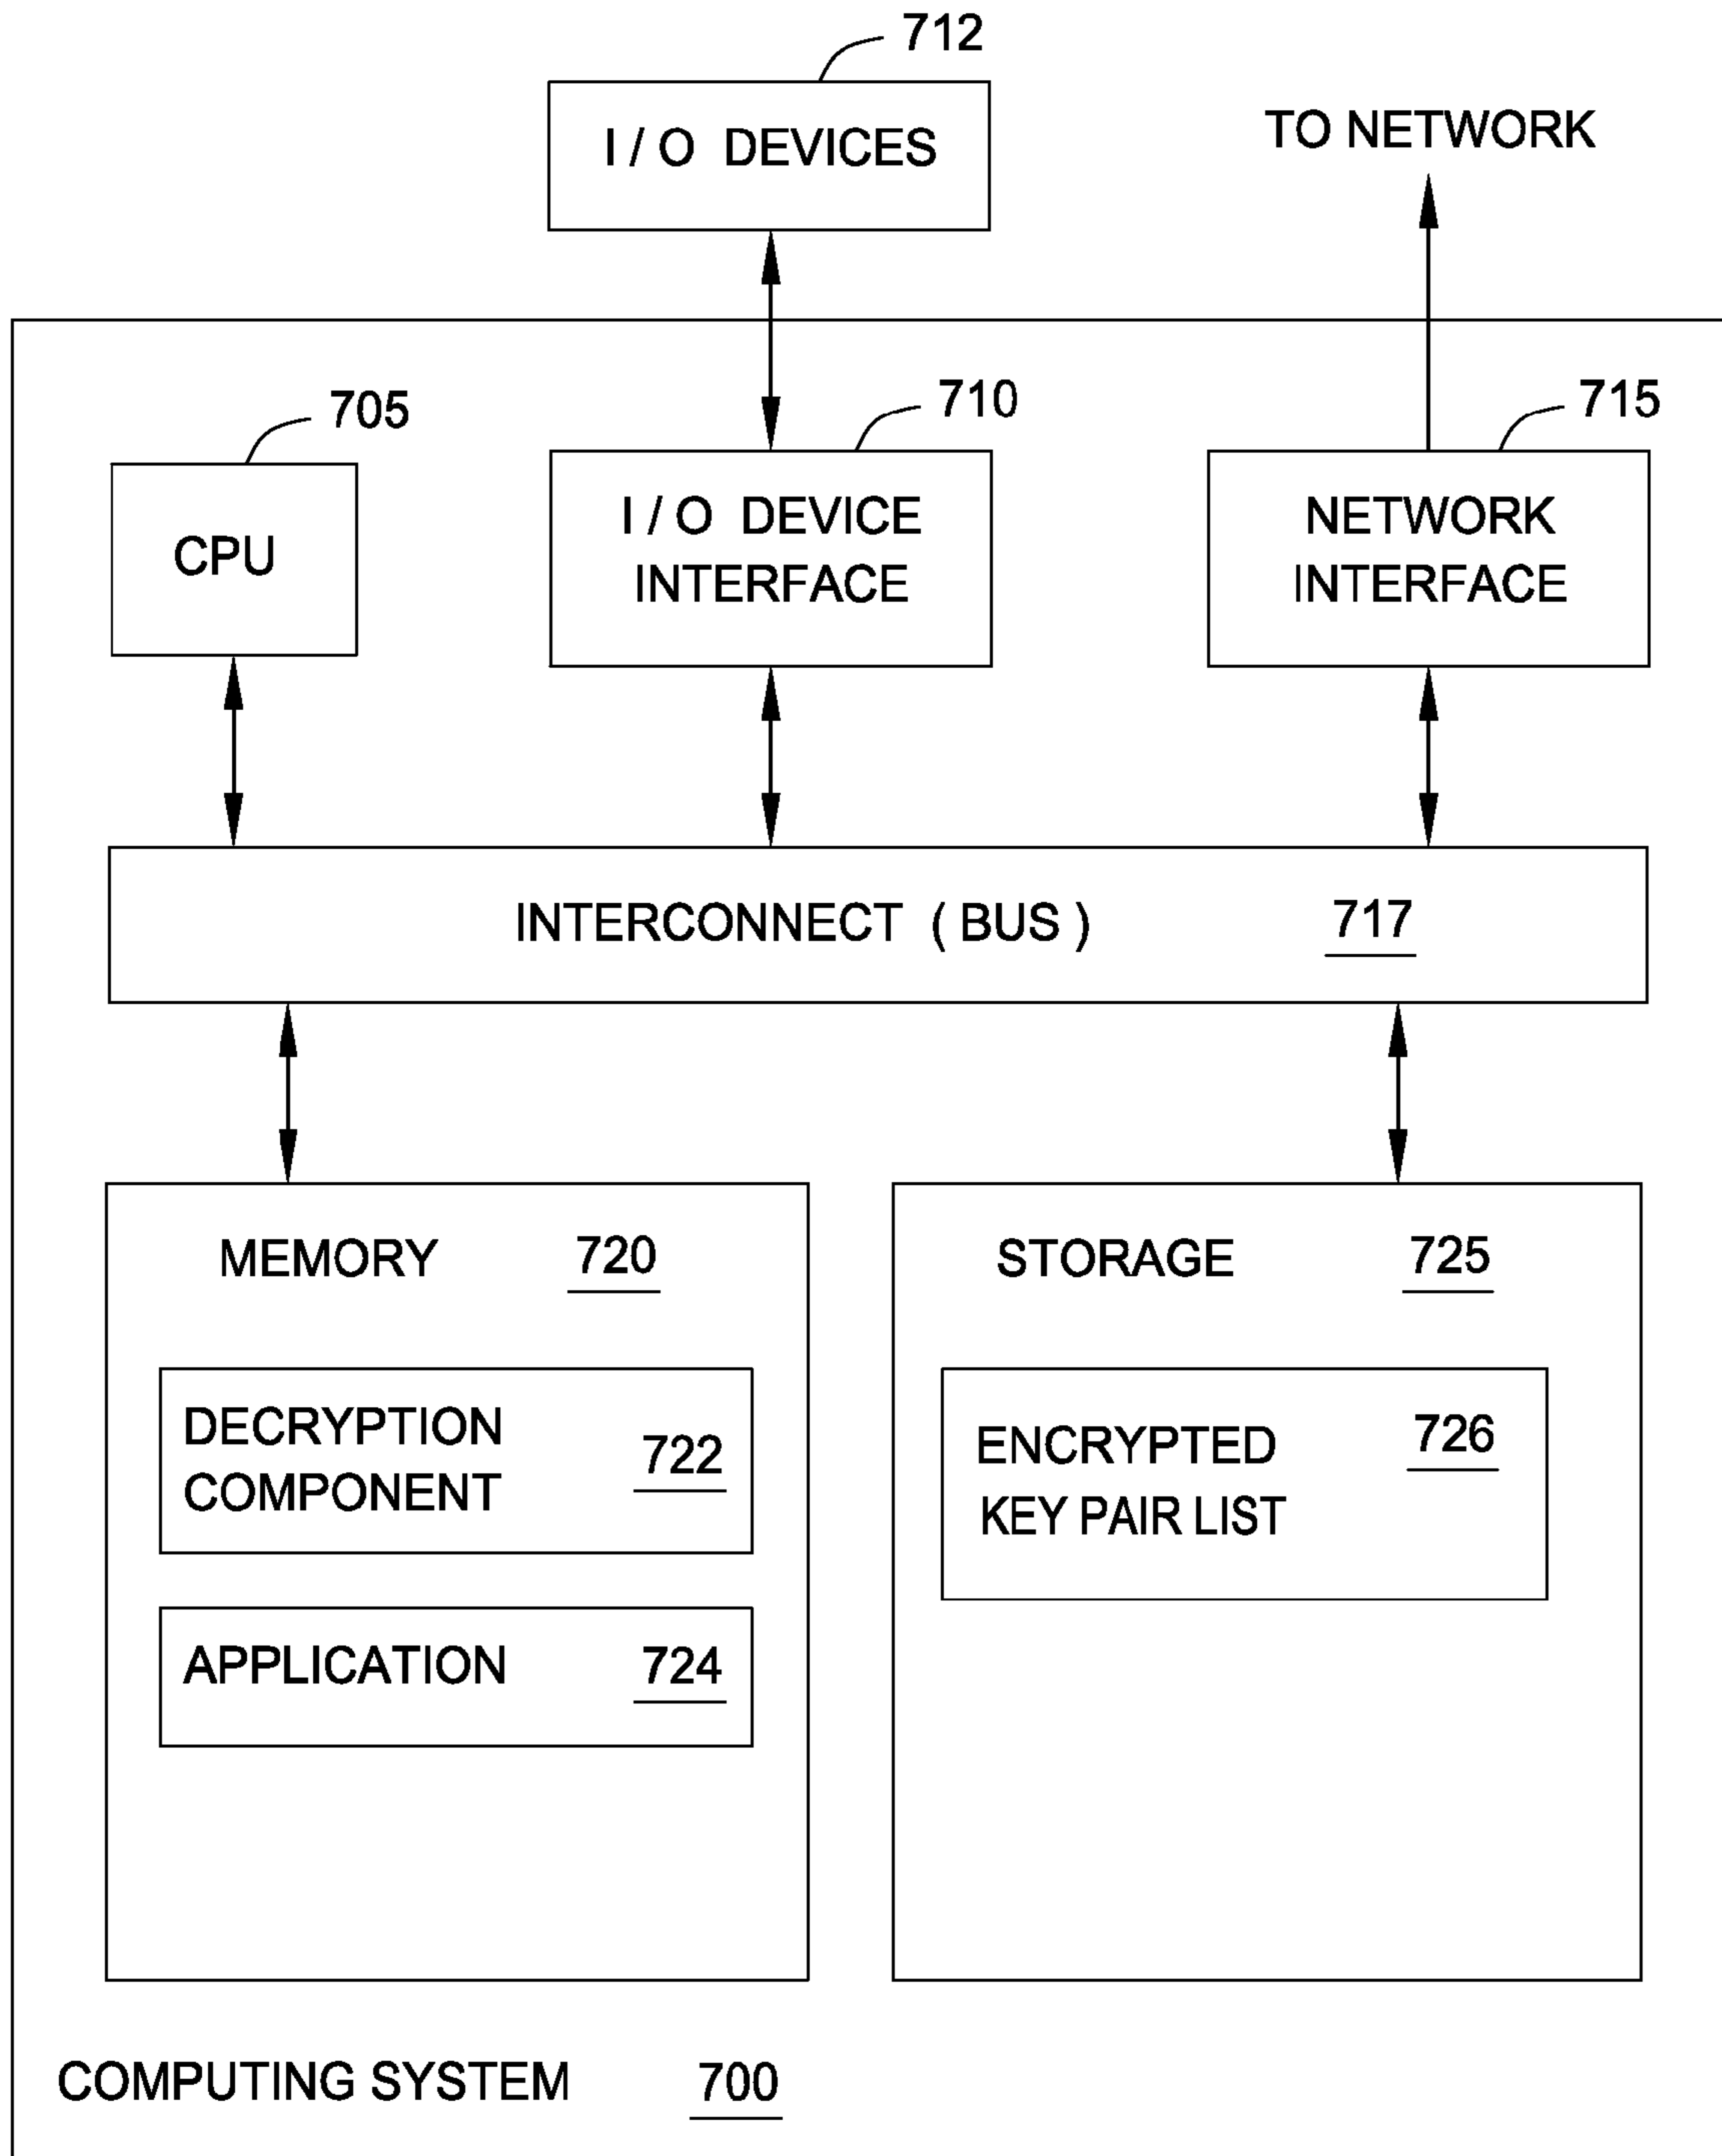 712
I / O DEVICES
TO NETWORK
705
710
715
CPU
I / O DEVICE
INTERFACE
NETWORK
INTERFACE
INTERCONNECT ( BUS ) 717
MEMORY 720
DECRYPTION
COMPONENT
722
APPLICATION 724
STORAGE 725
ENCRYPTED
KEY PAIR LIST
726
COMPUTING SYSTEM 700